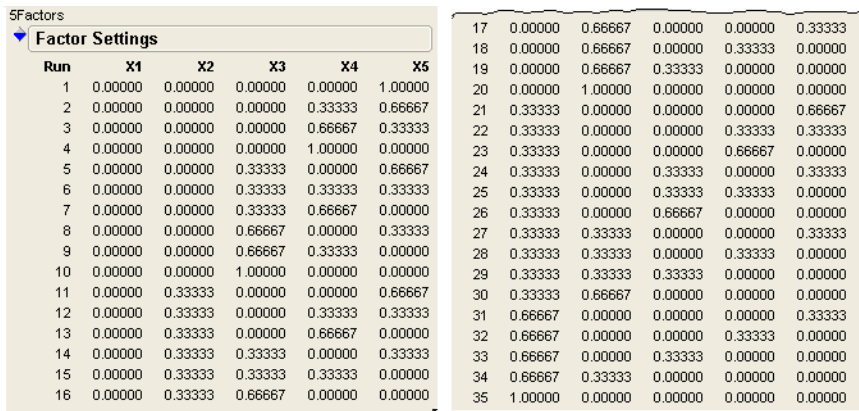 5Factors
Factor Settings
Run X1 X2 X3 X4 X5
1 0.00000 0.00000 0.00000 0.00000 1.00000
2 0.00000 0.00000 0.00000 0.33333 0.66667
3 0.00000 0.00000 0.00000 0.66667 0.33333
4 0.00000 0.00000 0.00000 1.00000 0.00000
5 0.00000 0.00000 0.33333 0.00000 0.66667
6 0.00000 0.00000 0.33333 0.33333 0.33333
7 0.00000 0.00000 0.33333 0.66667 0.00000
8 0.00000 0.00000 0.66667 0.00000 0.33333
9 0.00000 0.00000 0.66667 0.33333 0.00000
10 0.00000 0.00000 1.00000 0.00000 0.00000
11 0.00000 0.33333 0.00000 0.00000 0.66667
12 0.00000 0.33333 0.00000 0.33333 0.33333
13 0.00000 0.33333 0.00000 0.66667 0.00000
14 0.00000 0.33333 0.33333 0.00000 0.33333
15 0.00000 0.33333 0.33333 0.33333 0.00000
16 0.00000 0.33333 0.66667 0.00000 0.00000
17 0.00000 0.66667 0.00000 0.00000 0.33333
18 0.00000 0.66667 0.00000 0.33333 0.00000
19 0.00000 0.66667 0.33333 0.00000 0.00000
20 0.00000 1.00000 0.00000 0.00000 0.00000
21 0.33333 0.00000 0.00000 0.00000 0.66667
22 0.33333 0.00000 0.00000 0.33333 0.33333
23 0.33333 0.00000 0.00000 0.66667 0.00000
24 0.33333 0.00000 0.33333 0.00000 0.33333
25 0.33333 0.00000 0.33333 0.33333 0.00000
26 0.33333 0.00000 0.66667 0.00000 0.00000
27 0.33333 0.33333 0.00000 0.00000 0.33333
28 0.33333 0.33333 0.00000 0.33333 0.00000
29 0.33333 0.33333 0.33333 0.00000 0.00000
30 0.33333 0.66667 0.00000 0.00000 0.00000
31 0.66667 0.00000 0.00000 0.00000 0.33333
32 0.66667 0.00000 0.00000 0.33333 0.00000
33 0.66667 0.00000 0.33333 0.00000 0.00000
34 0.66667 0.33333 0.00000 0.00000 0.00000
35 1.00000 0.00000 0.00000 0.00000 0.00000